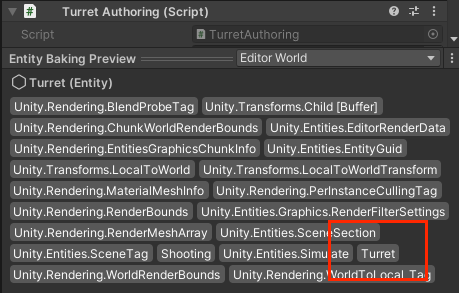 Turret Authoring (Script)
Script TurretAuthoring
Entity Baking Preview Editor World
Turret (Entity)
Unity.Rendering.BlendProbeTag Unity.Transforms.Child [Buffer]
Unity.Rendering.ChunkWorldRenderBounds Unity.Entities.EditorRenderData
Unity.Rendering.EntitiesGraphicsChunkInfo Unity.Entities.EntityGuid
Unity.Transforms.LocalToWorld Unity.Transforms.LocalToWorldTransform
Unity.Rendering.MaterialMeshInfo Unity.Rendering.PerInstanceCullingTag
Unity.Rendering.RenderBounds Unity.Entities.Graphics.RenderFilterSettings
Unity.Rendering.RenderMeshArray Unity.Entities.SceneSection
Unity.Entities.SceneTag Shooting Unity.Entities.Simulate Turret
Unity.Rendering.WorldRenderBounds Unity.Rendering.WorldToLocal_Tag